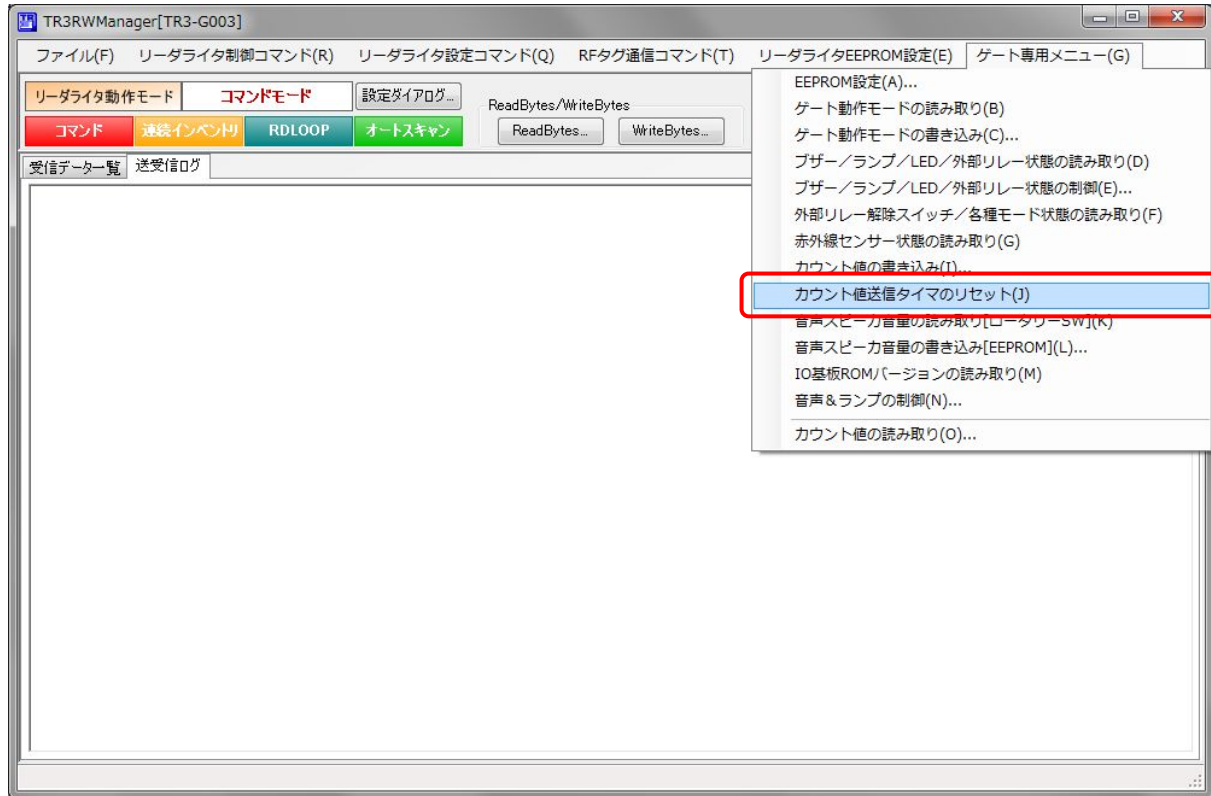 TR3RWManager[TR3-G003]
ファイル(F) リーダライタ制御コマンド(R) リーダライタ設定コマンド(Q) RFタグ通信コマンド(T) リーダライタEEPROM設定(E) ゲート専用メニュー(G)
リーダライタ動作モード コマンドモード 設定ダイアログ...
ReadBytes/WriteBytes
コマンド 連続インベントリ RDLOOP オートスキャン ReadBytes... WriteBytes...
受信データ一覧 送受信ログ
EEPROM設定(A)...
ゲート動作モードの読み取り(B)
ゲート動作モードの書き込み(C)...
ブザー/ランプ/LED/外部リレー状態の読み取り(D)
ブザー/ランプ/LED/外部リレー状態の制御(E)...
外部リレー解除スイッチ/各種モード状態の読み取り(F)
赤外線センサー状態の読み取り(G)
カウント値の書き込み(I)...
カウント値送信タイマのリセット(J)
音声スピーカ音量の読み取り[ロータリーSW](K)
音声スピーカ音量の書き込み[EEPROM](L)...
IO基板ROMバージョンの読み取り(M)
音声&ランプの制御(N)...
カウント値の読み取り(O)...